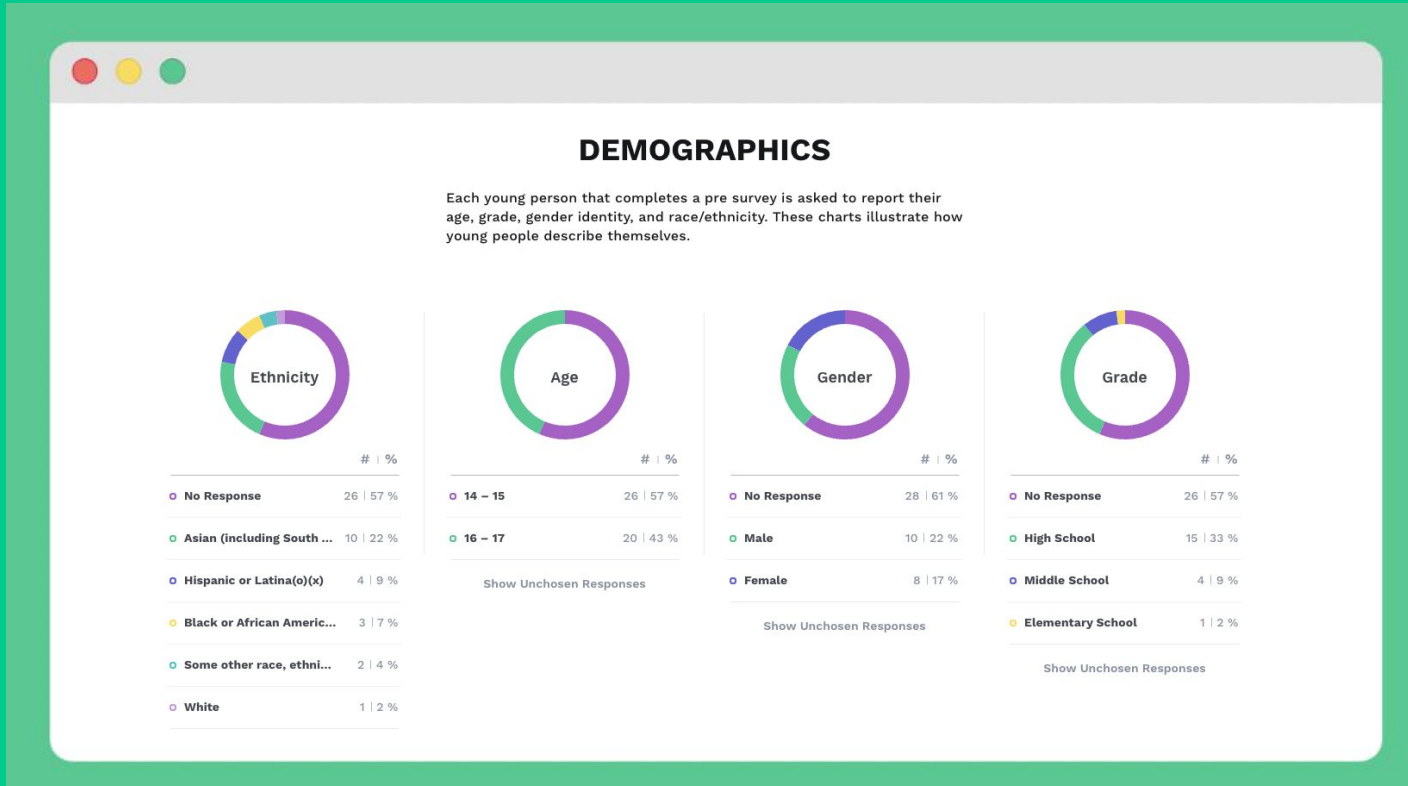 DEMOGRAPHICS
Each young person that completes a pre survey is asked to report their
age, grade, gender identity, and race/ethnicity. These charts illustrate how
young people describe themselves.
Ethnicity
# | %
No Response 26 | 57 %
Asian (including South ... 10 | 22 %
Hispanic or Latina(o)(x) 4 | 9 %
Black or African Americ... 3 | 7 %
Some other race, ethni... 2 | 4 %
White 1 | 2 %
Age
# | %
14 – 15 26 | 57 %
16 – 17 20 | 43 %
Show Unchosen Responses
Gender
# | %
No Response 28 | 61 %
Male 10 | 22 %
Female 8 | 17 %
Show Unchosen Responses
Grade
# | %
No Response 26 | 57 %
High School 15 | 33 %
Middle School 4 | 9 %
Elementary School 1 | 2 %
Show Unchosen Responses